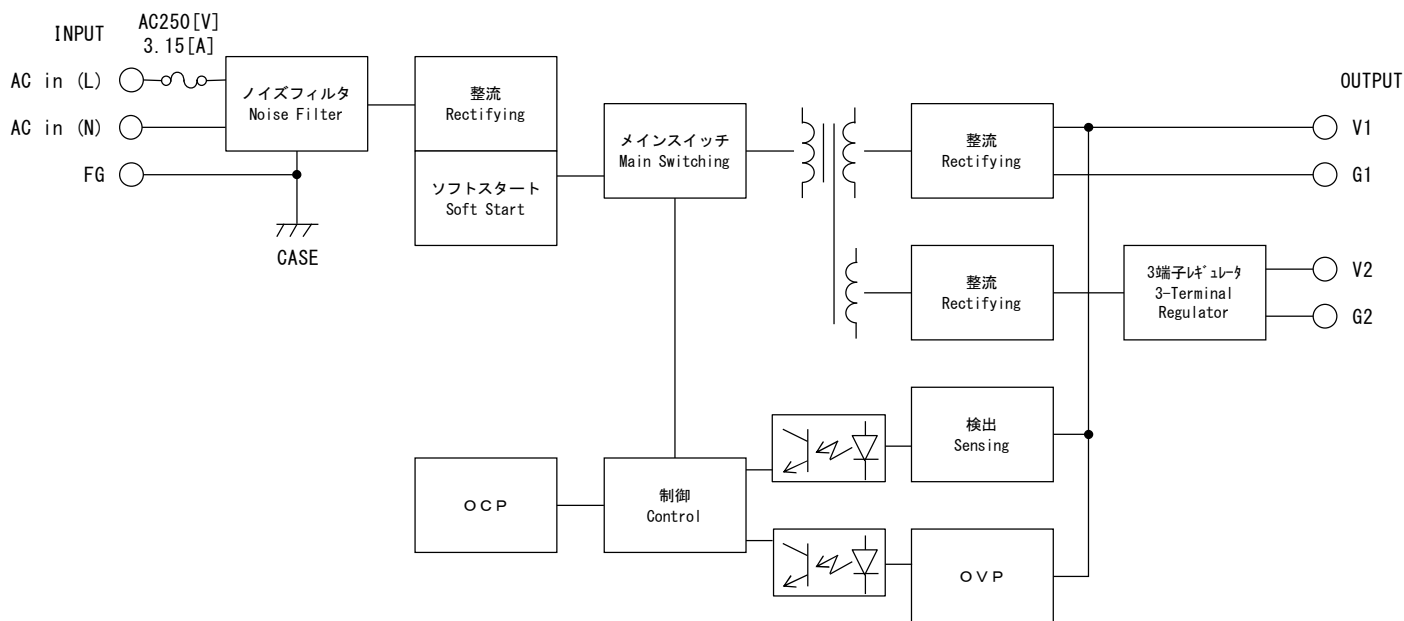 INPUT
AC250[V]
3.15[A]
AC in (L)
AC in (N)
FG
ノイズフィルタ
Noise Filter
CASE
整流
Rectifying
ソフトスタート
Soft Start
メインスイッチ
Main Switching
整流
Rectifying
OUTPUT
V1
G1
整流
Rectifying
3端子レギュレータ
3-Terminal
Regulator
V2
G2
検出
Sensing
OCP
制御
Control
OVP